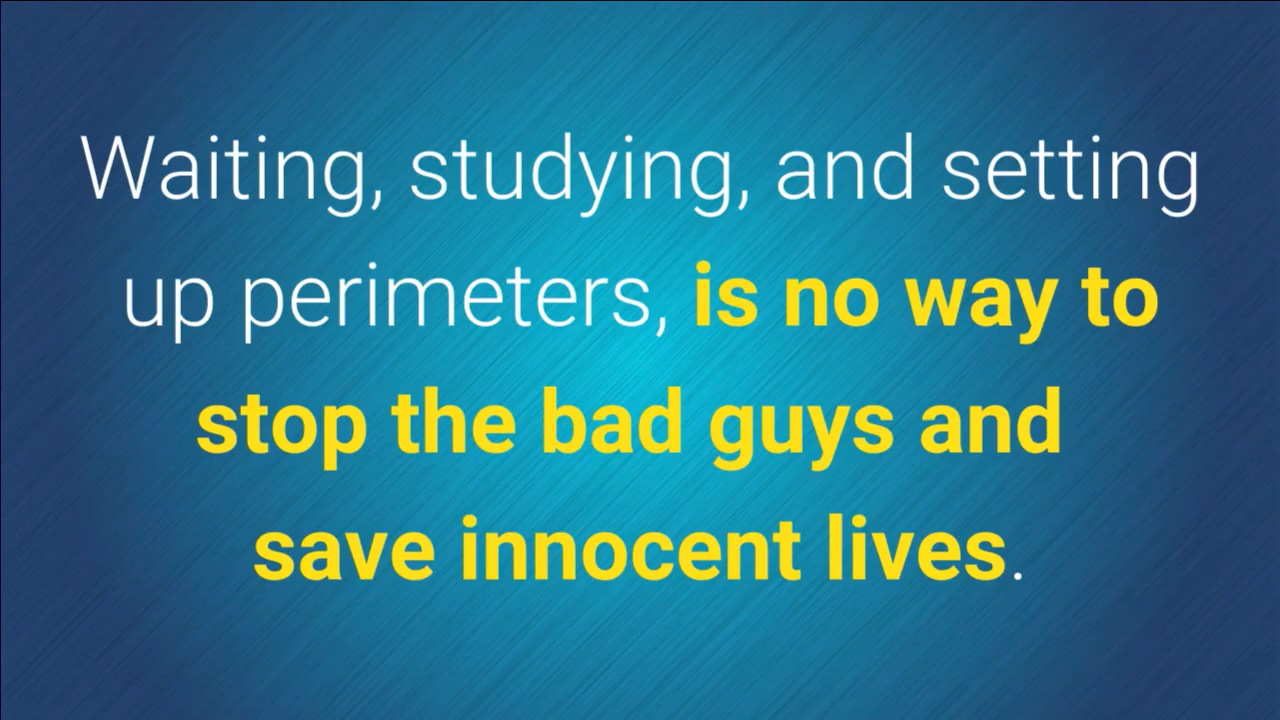 Waiting, studying, and setting
up perimeters, is no way to
stop the bad guys and
save innocent lives.